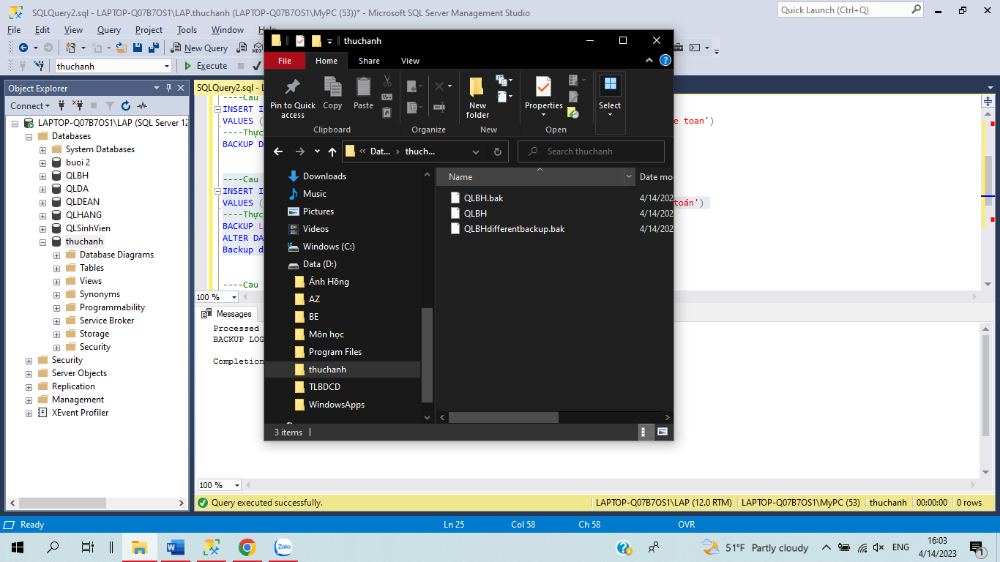 SQLQuery2.sql - LAPTOP-Q07B7OS1\LAP.thuchanh (LAPTOP-Q07B7OS1\MyPC (53))* - Microsoft SQL Server Management Studio
Quick Launch (Ctrl+Q)
File Edit View Query Project Tools Window Help
New Query
thuchanh
Execute
Object Explorer
Connect
LAPTOP-Q07B7OS1\LAP (SQL Server 12
Databases
System Databases
buoi 2
QLBH
QLDA
QLDEAN
QLHANG
QLSinhVien
thuchanh
Database Diagrams
Tables
Views
Synonyms
Programmability
Service Broker
Storage
Security
Security
Server Objects
Replication
Management
XEvent Profiler
SQLQuery2.sql - L
----Cau
INSERT I
VALUES ( e toan')
----Thực
BACKUP D
----Cau
INSERT I
VALUES ( toán')
----Thực
BACKUP L
ALTER DA
Backup d
----Cau
100 %
Messages
Processed
BACKUP LOG
Completion
100 %
Query executed successfully.
LAPTOP-Q07B7OS1\LAP (12.0 RTM) LAPTOP-Q07B7OS1\MyPC (53) thuchanh 00:00:00 0 rows
thuchanh
File Home Share View
Pin to Quick access
Copy
Paste
Clipboard
Organize
New folder
New
Properties
Open
Select
« Dat... › thuch...
Search thuchanh
Downloads
Music
Pictures
Videos
Windows (C:)
Data (D:)
Ánh Hồng
AZ
BE
Môn học
Program Files
thuchanh
TLBDCD
WindowsApps
Name Date mo
QLBH.bak 4/14/202
QLBH 4/14/202
QLBHdifferentbackup.bak 4/14/202
3 items
Ready
Ln 25 Col 58 Ch 58 OVR
Zalo
51°F Partly cloudy
ENG
16:03
4/14/2023
1